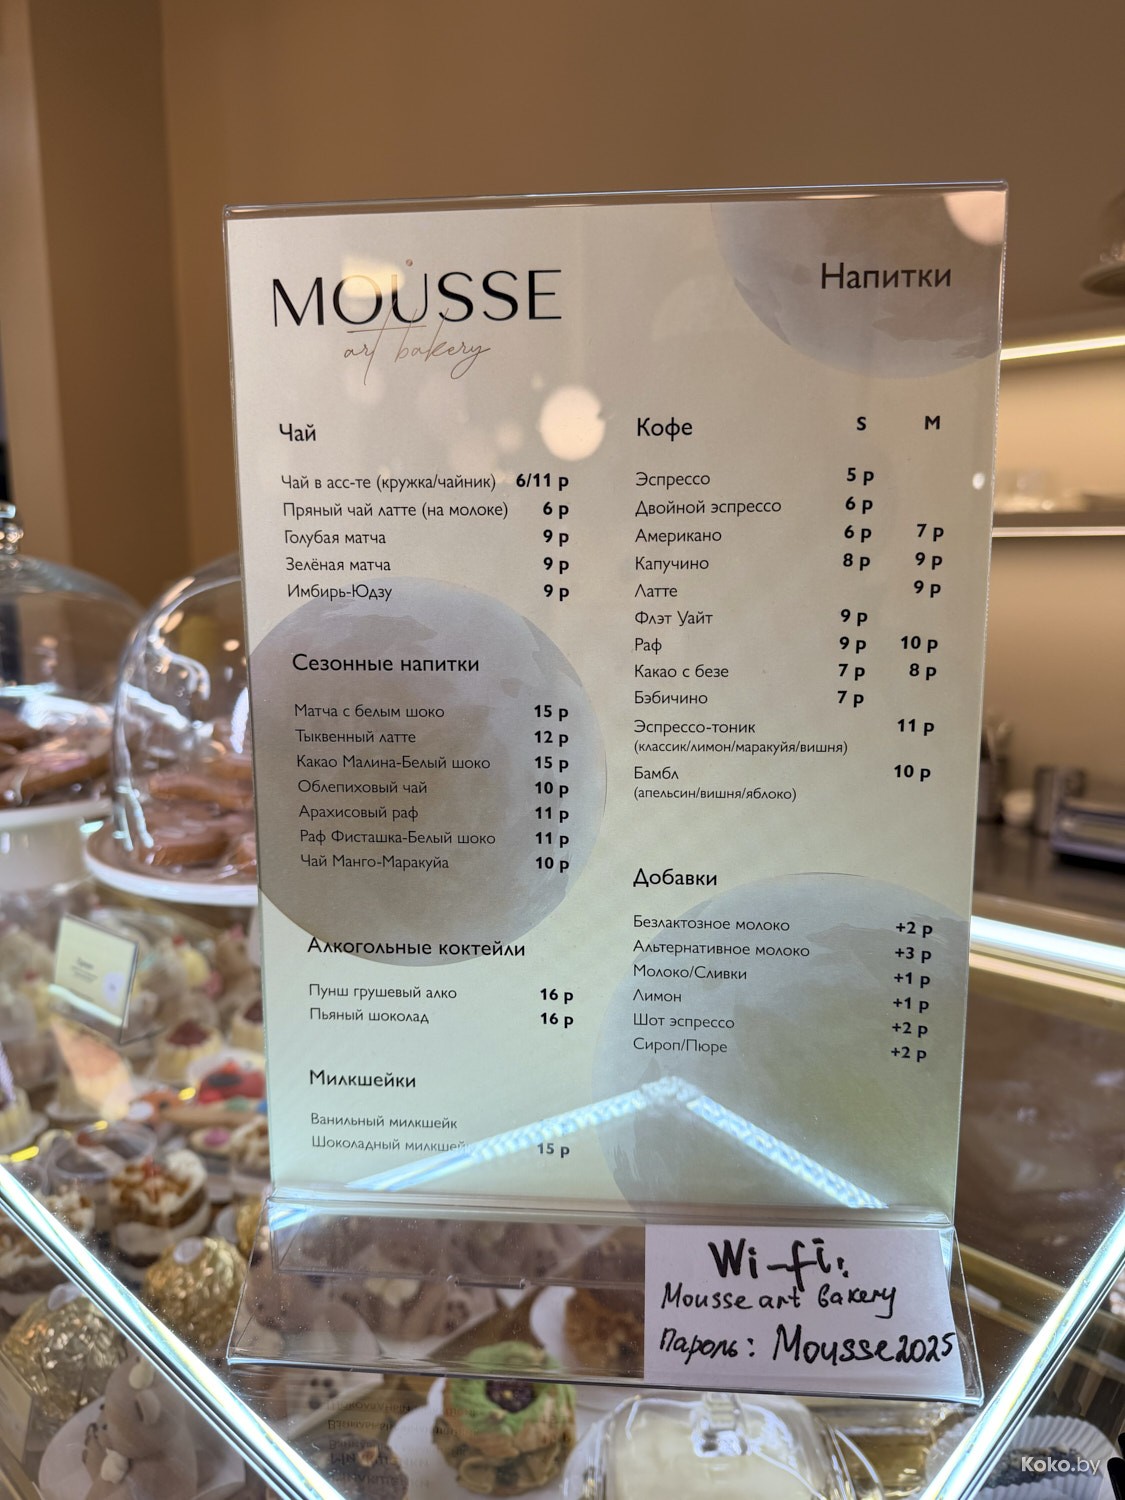 MOUSSE
art bakery
Напитки
Чай
Чай в асс-те (кружка/чайник) 6/11 р
Пряный чай латте (на молоке) 6 р
Голубая матча 9 р
Зелёная матча 9 р
Имбирь-Юдзу 9 р
Сезонные напитки
Матча с белым шоко 15 р
Тыквенный латте 12 р
Какао Малина-Белый шоко 15 р
Облепиховый чай 10 р
Арахисовый раф 11 р
Раф Фисташка-Белый шоко 11 р
Чай Манго-Маракуйя 10 р
Алкогольные коктейли
Пунш грушевый алко 16 р
Пьяный шоколад 16 р
Милкшейки
Ванильный милкшейк
Шоколадный милкшейк 15 р
Кофе S M
Эспрессо 5 р
Двойной эспрессо 6 р
Американо 6 р 7 р
Капучино 8 р 9 р
Латте 9 р
Флэт Уайт 9 р
Раф 9 р 10 р
Какао с безе 7 р 8 р
Бэбичино 7 р
Эспрессо-тоник 11 р
(классик/лимон/маракуйя/вишня)
Бамбл 10 р
(апельсин/вишня/яблоко)
Добавки
Безлактозное молоко +2 р
Альтернативное молоко +3 р
Молоко/Сливки +1 р
Лимон +1 р
Шот эспрессо +2 р
Сироп/Пюре +2 р
Wi-fi:
Mousse art bakery
Пароль: Mousse2025
Koko.by